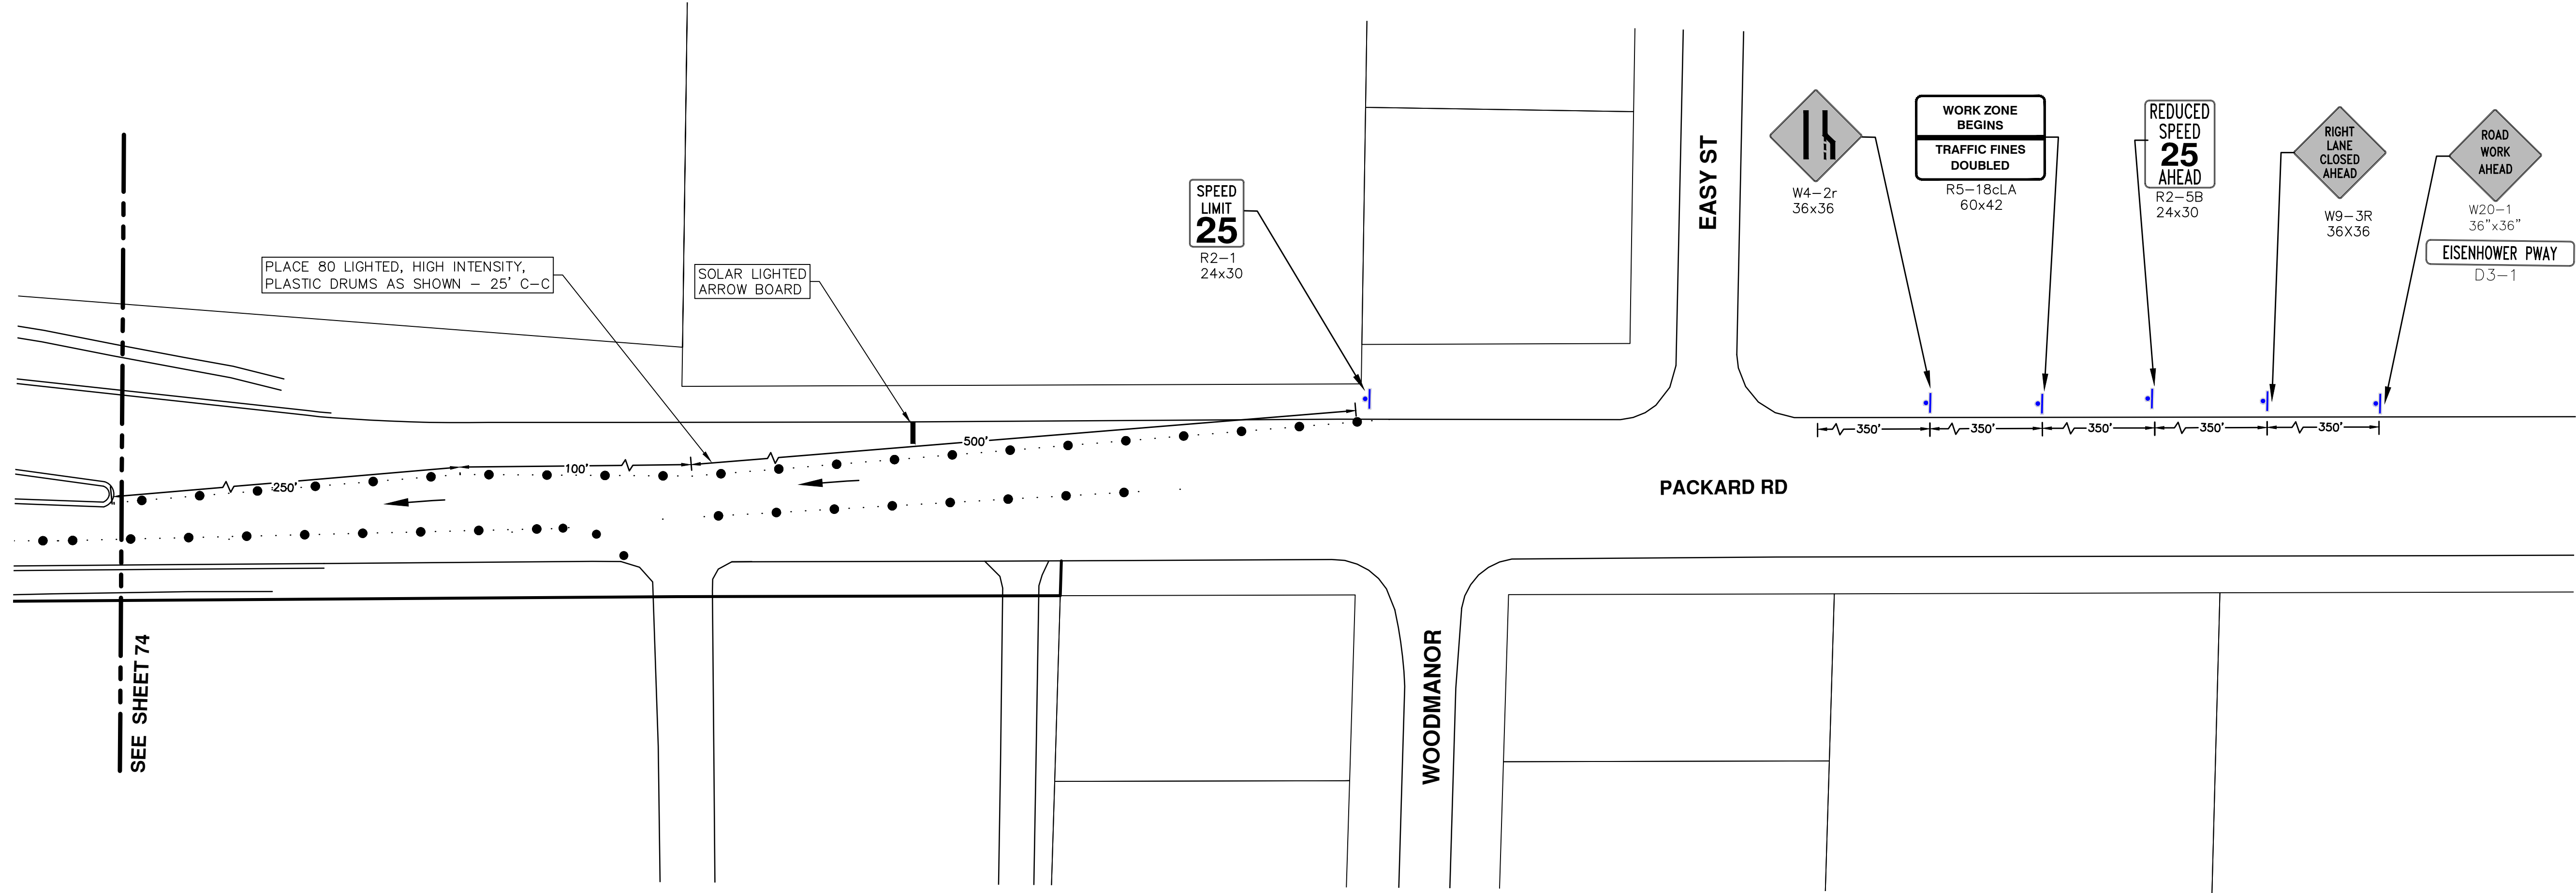 WORK ZONE
BEGINS
TRAFFIC FINES
DOUBLED
R5-18cLA
60x42
REDUCED
SPEED
25
AHEAD
R2-5B
24x30
RIGHT
LANE
CLOSED
AHEAD
W9-3R
36X36
ROAD
WORK
AHEAD
W20-1
36"x36"
EISENHOWER PWAY
D3-1
W4-2r
36x36
EASY ST
SPEED
LIMIT
25
R2-1
24x30
PLACE 80 LIGHTED, HIGH INTENSITY,
PLASTIC DRUMS AS SHOWN - 25' C-C
SOLAR LIGHTED
ARROW BOARD
350'
350'
350'
350'
350'
500'
100'
250'
PACKARD RD
SEE SHEET 74
WOODMANOR